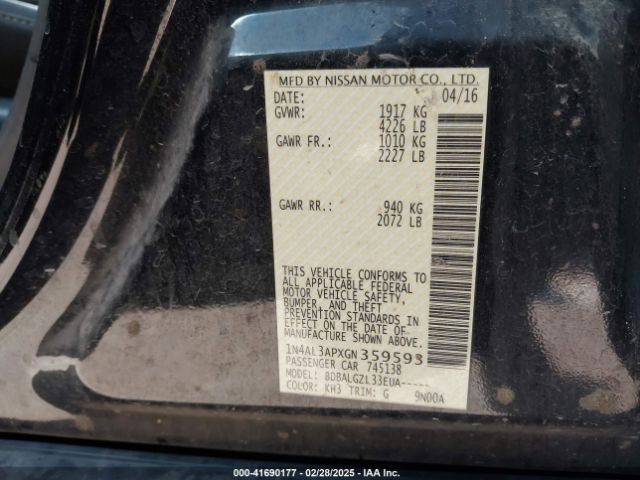 MFD BY NISSAN MOTOR CO., LTD.
DATE: 04/16
GVWR: 1917 KG
4226 LB
GAWR FR.: 1010 KG
2227 LB
GAWR RR.: 940 KG
2072 LB
THIS VEHICLE CONFORMS TO
ALL APPLICABLE FEDERAL
MOTOR VEHICLE SAFETY,
BUMPER, AND THEFT
PREVENTION STANDARDS IN
EFFECT ON THE DATE OF
MANUFACTURE SHOWN ABOVE.
1N4AL3APXGN359593
PASSENGER CAR 745138
MODEL: BDBALGZL33EUA-----
COLOR: KH3 TRIM: G 9N00A
000-41690177 - 02/28/2025 - IAA Inc.